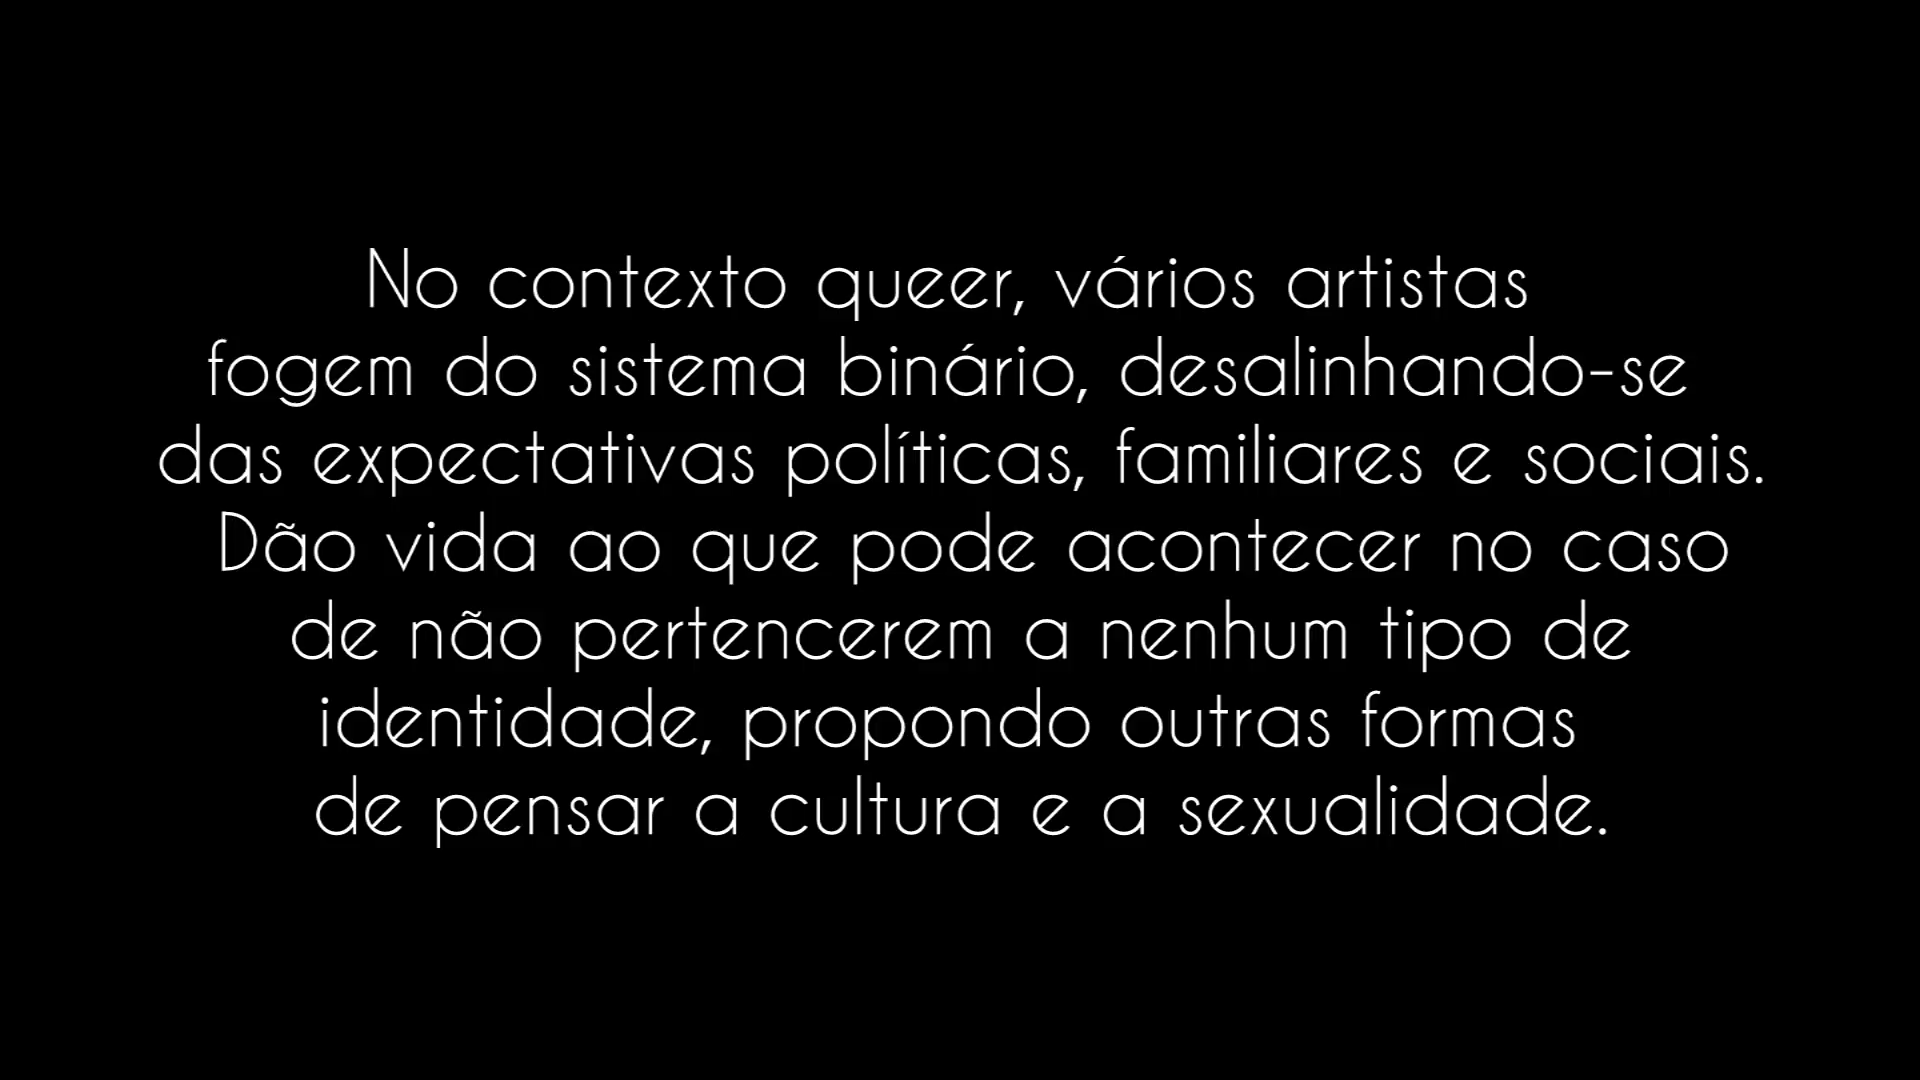 No contexto queer, vários artistas
fogem do sistema binário, desalinhando-se
das expectativas políticas, familiares e sociais.
Dão vida ao que pode acontecer no caso
de não pertencerem a nenhum tipo de
identidade, propondo outras formas
de pensar a cultura e a sexualidade.